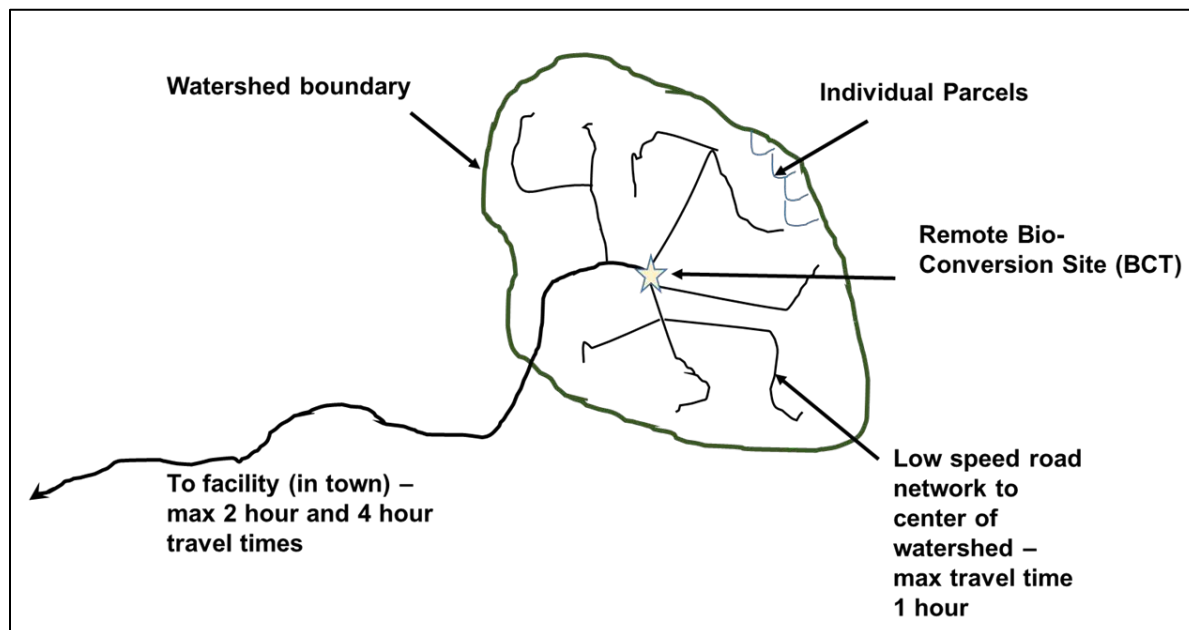 Watershed boundary
Individual Parcels
Remote Bio-
Conversion Site (BCT)
To facility (in town) –
max 2 hour and 4 hour
travel times
Low speed road
network to
center of
watershed –
max travel time
1 hour